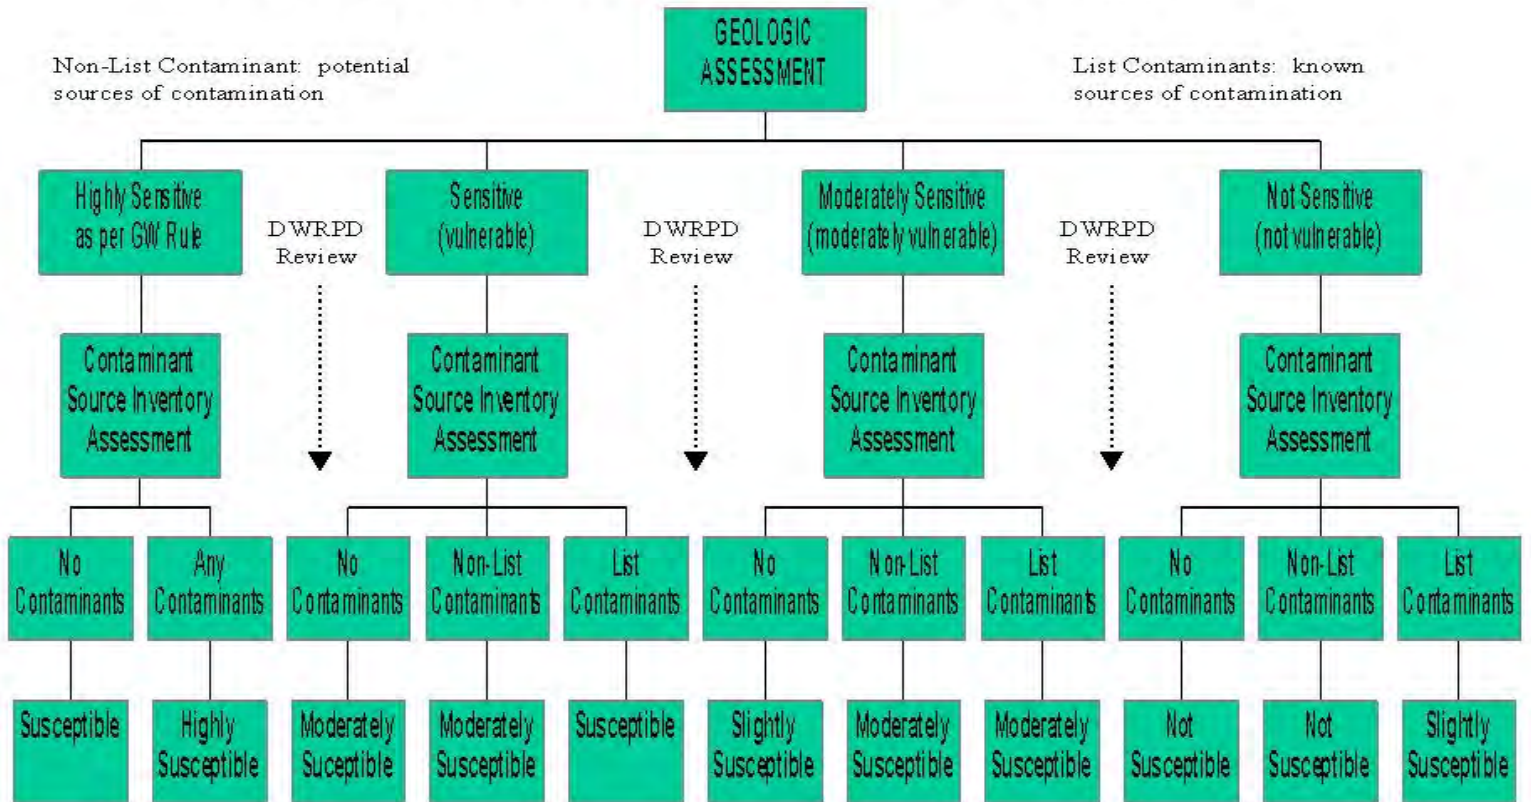 GEOLOGIC
ASSESSMENT
Non-List Contaminant: potential
sources of contamination
List Contaminants: known
sources of contamination
Highly Sensitive
as per GW Rule
DWRPD
Review
Sensitive
(vulnerable)
DWRPD
Review
Moderately Sensitive
(moderately vulnerable)
DWRPD
Review
Not Sensitive
(not vulnerable)
Contaminant
Source Inventory
Assessment
Contaminant
Source Inventory
Assessment
Contaminant
Source Inventory
Assessment
Contaminant
Source Inventory
Assessment
No
Contaminants
Any
Contaminants
No
Contaminants
Non-List
Contaminants
List
Contaminants
No
Contaminants
Non-List
Contaminants
List
Contaminants
No
Contaminants
Non-List
Contaminants
List
Contaminants
Susceptible
Highly
Susceptible
Moderately
Suceptible
Moderately
Susceptible
Susceptible
Slightly
Susceptible
Moderately
Susceptible
Moderately
Susceptible
Not
Susceptible
Not
Susceptible
Slightly
Susceptible